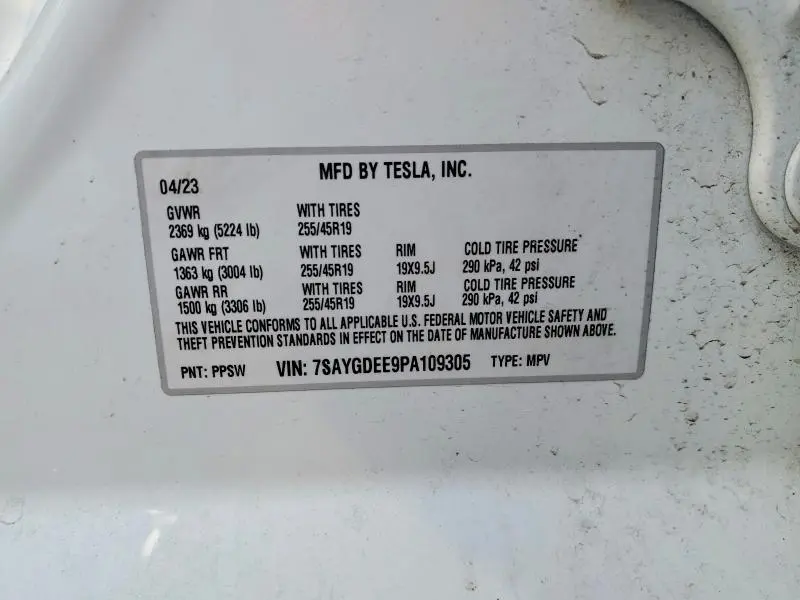 MFD BY TESLA, INC.
04/23
GVWR WITH TIRES
2369 kg (5224 lb) 255/45R19
GAWR FRT WITH TIRES RIM COLD TIRE PRESSURE
1363 kg (3004 lb) 255/45R19 19X9.5J 290 kPa, 42 psi
GAWR RR WITH TIRES RIM COLD TIRE PRESSURE
1500 kg (3306 lb) 255/45R19 19X9.5J 290 kPa, 42 psi
THIS VEHICLE CONFORMS TO ALL APPLICABLE U.S. FEDERAL MOTOR VEHICLE SAFETY AND
THEFT PREVENTION STANDARDS IN EFFECT ON THE DATE OF MANUFACTURE SHOWN ABOVE.
PNT: PPSW VIN: 7SAYGDEE9PA109305 TYPE: MPV